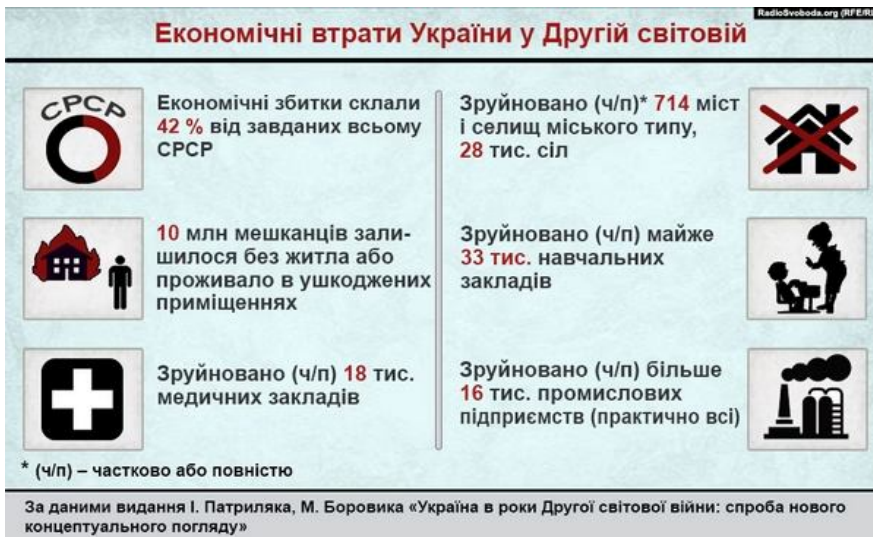 RadioSvoboda.org (RFE/RL
Економічні втрати України у Другій світовій
СРСР
Економічні збитки склали
42 % від завданих всьому
СРСР
10 млн мешканців зали-
шилося без житла або
проживало в ушкоджених
приміщеннях
Зруйновано (ч/п) 18 тис.
медичних закладів
Зруйновано (ч/п)* 714 міст
і селищ міського типу,
28 тис. сіл
Зруйновано (ч/п) майже
33 тис. навчальних
закладів
Зруйновано (ч/п) більше
16 тис. промислових
підприємств (практично всі)
* (ч/п) – частково або повністю
За даними видання І. Патриляка, М. Боровика «Україна в роки Другої світової війни: спроба нового
концептуального погляду»